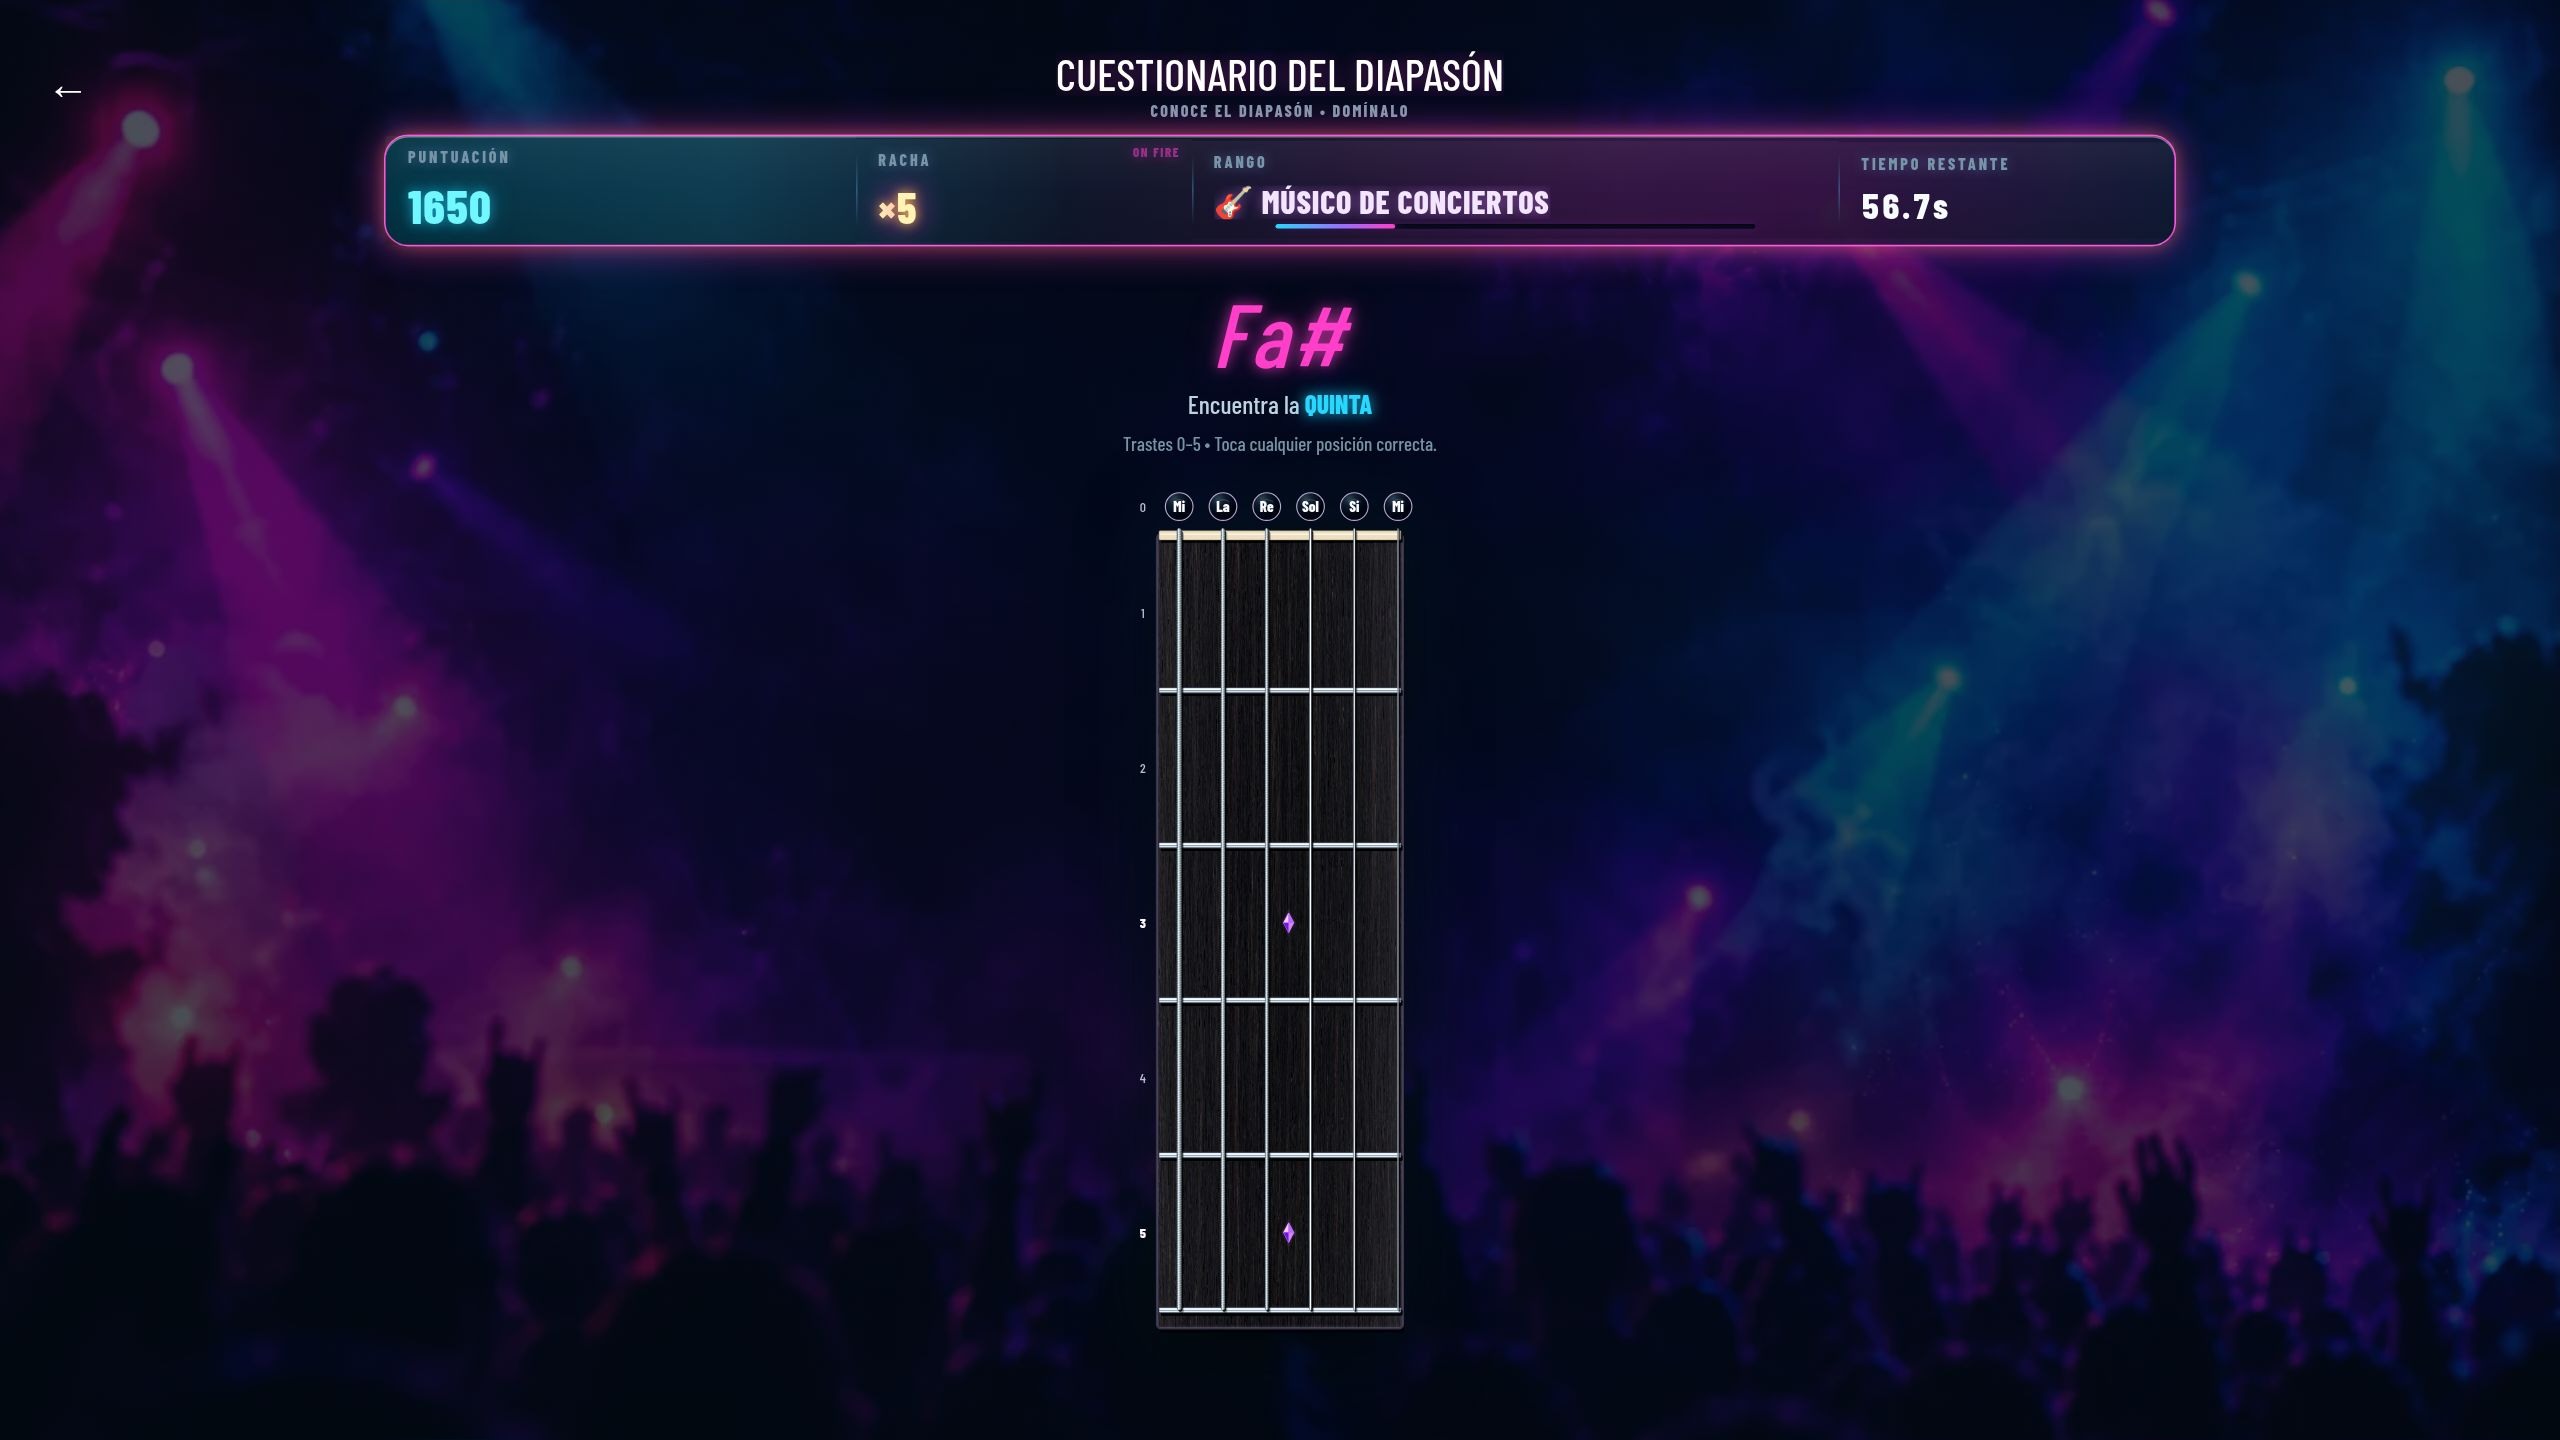 ←
CUESTIONARIO DEL DIAPASÓN
CONOCE EL DIAPASÓN • DOMÍNALO
PUNTUACIÓN
1650
RACHA
×5
ON FIRE
RANGO
MÚSICO DE CONCIERTOS
TIEMPO RESTANTE
56.7s
Fa#
Encuentra la QUINTA
Trastes 0–5 • Toca cualquier posición correcta.
0 Mi La Re Sol Si Mi
1
2
3
4
5